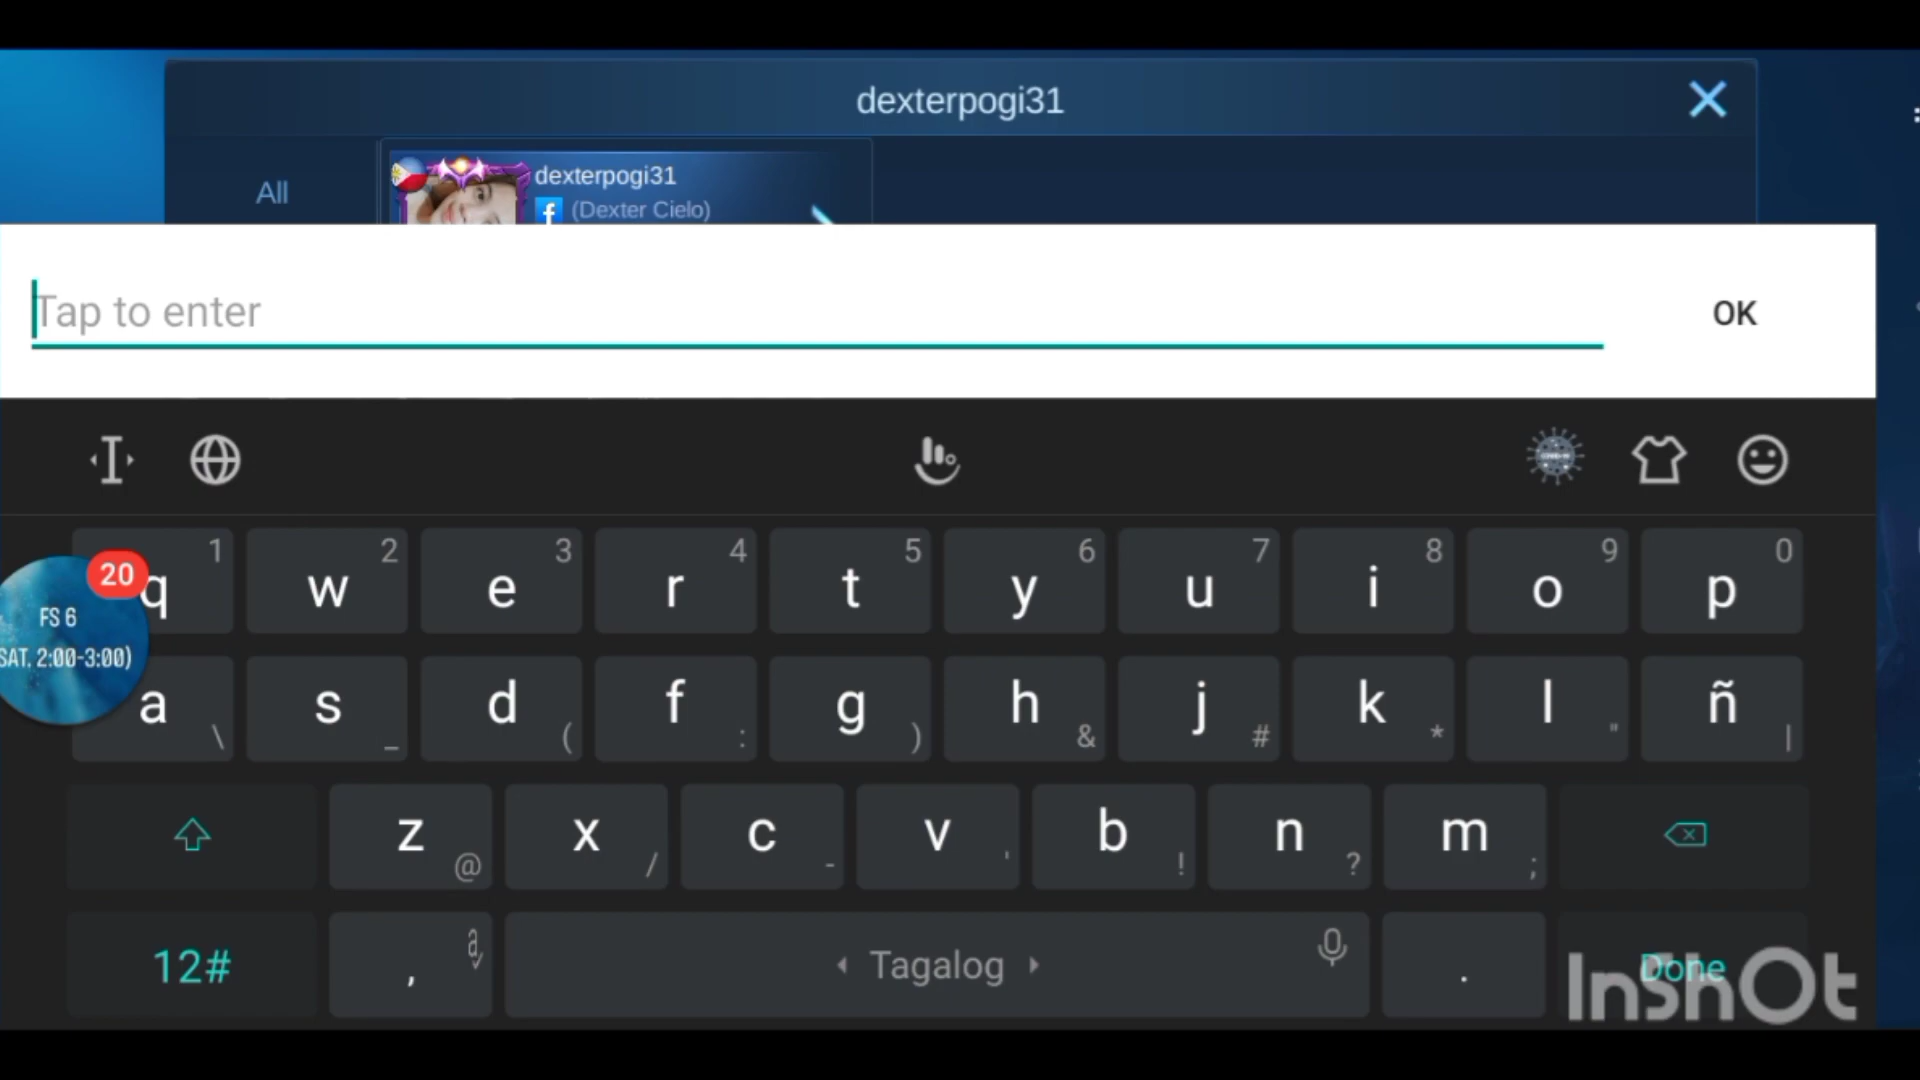 dexterpogi31
All
dexterpogi31
f (Dexter Cielo)
Tap to enter
OK
q 1 w 2 e 3 r 4 t 5 y 6 u 7 i 8 o 9 p 0
20
FS 6
SAT. 2:00-3:00)
a \ s _ d ( f : g ) h & j # k * l " ñ |
z @ x / c - v ' b ! n ? m ;
12# , a Tagalog . Done
InShOt